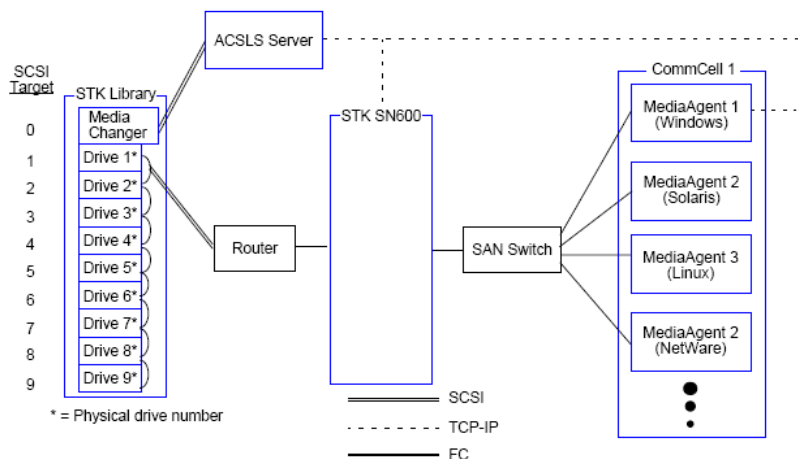 SCSI
Target
0
1
2
3
4
5
6
7
8
9
STK Library
Media
Changer
Drive 1*
Drive 2*
Drive 3*
Drive 4*
Drive 5*
Drive 6*
Drive 7*
Drive 8*
Drive 9*
* = Physical drive number
ACSLS Server
Router
STK SN600
SAN Switch
CommCell 1
MediaAgent 1
(Windows)
MediaAgent 2
(Solaris)
MediaAgent 3
(Linux)
MediaAgent 2
(NetWare)
SCSI
TCP-IP
FC